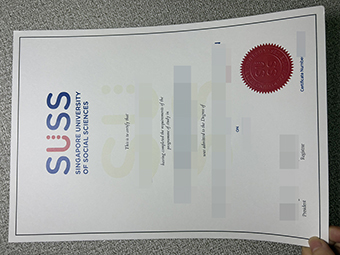 SUSS
SINGAPORE UNIVERSITY
OF SOCIAL SCIENCES
This is to certify that
having completed the requirements of the
programme of study in
was admitted to the Degree of
ON
President
Registrar
Certificate Number